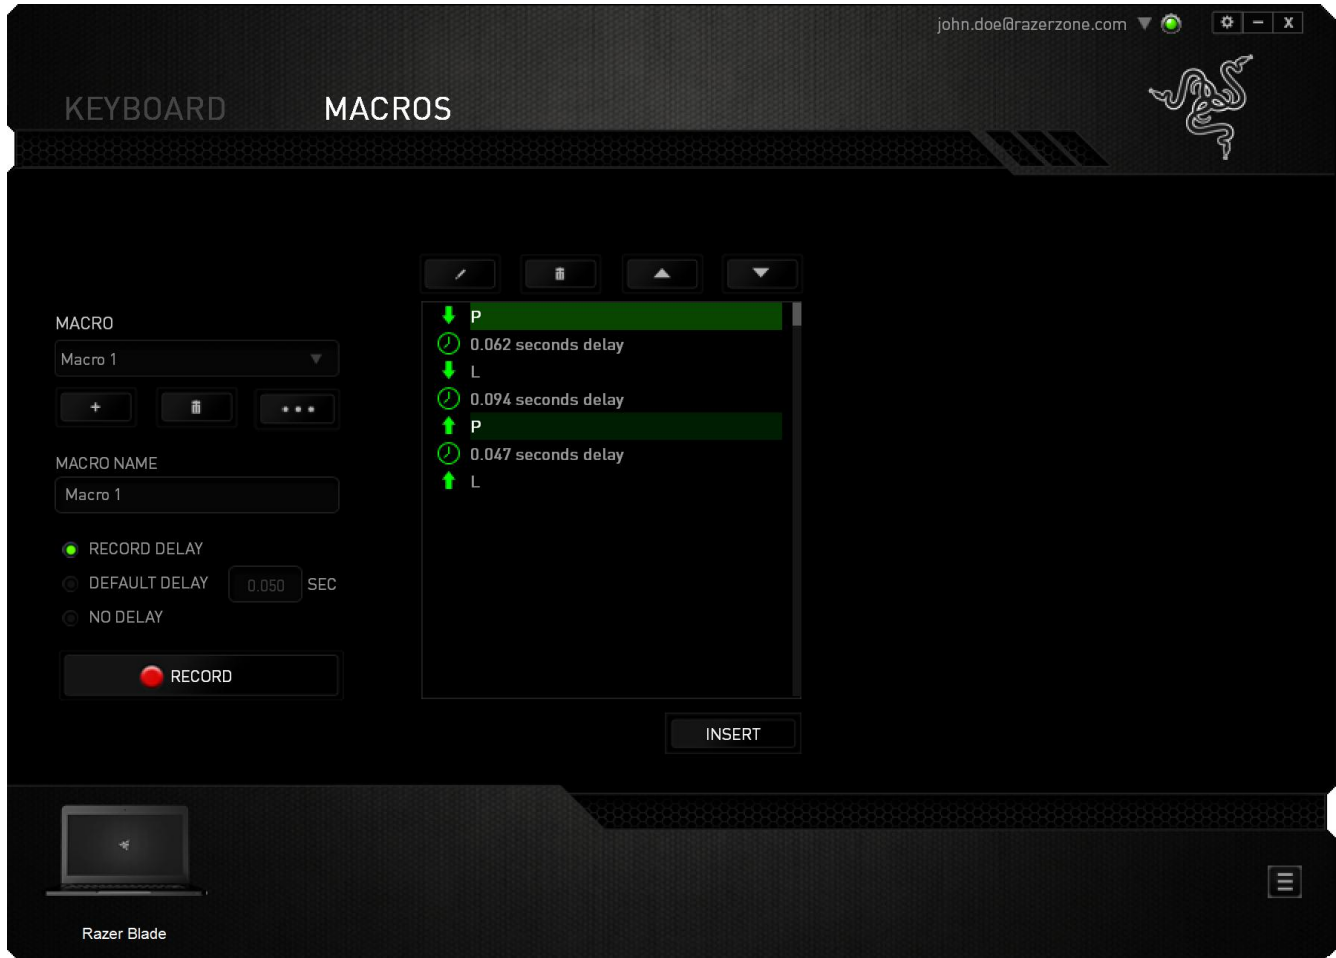 john.doe@razerzone.com
X
KEYBOARD MACROS
MACRO
Macro 1
MACRO NAME
Macro 1
RECORD DELAY
DEFAULT DELAY 0.050 SEC
NO DELAY
RECORD
P
0.062 seconds delay
L
0.094 seconds delay
P
0.047 seconds delay
L
INSERT
Razer Blade